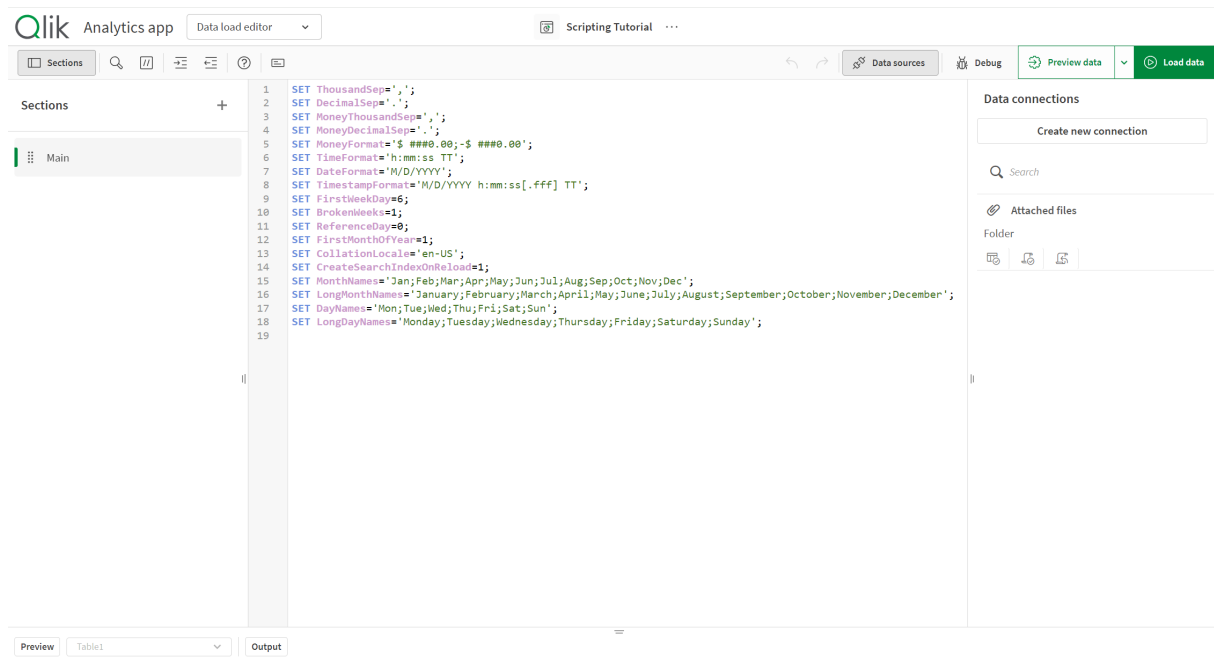 Qlik Analytics app Data load editor Scripting Tutorial ...
Sections // ? Data sources Debug Preview data Load data
Sections +
Main
1 SET ThousandSep=',';
2 SET DecimalSep='.';
3 SET MoneyThousandSep=',';
4 SET MoneyDecimalSep='.';
5 SET MoneyFormat='$ ###0.00;-$ ###0.00';
6 SET TimeFormat='h:mm:ss TT';
7 SET DateFormat='M/D/YYYY';
8 SET TimestampFormat='M/D/YYYY h:mm:ss[.fff] TT';
9 SET FirstWeekDay=6;
10 SET BrokenWeeks=1;
11 SET ReferenceDay=0;
12 SET FirstMonthOfYear=1;
13 SET CollationLocale='en-US';
14 SET CreateSearchIndexOnReload=1;
15 SET MonthNames='Jan;Feb;Mar;Apr;May;Jun;Jul;Aug;Sep;Oct;Nov;Dec';
16 SET LongMonthNames='January;February;March;April;May;June;July;August;September;October;November;December';
17 SET DayNames='Mon;Tue;Wed;Thu;Fri;Sat;Sun';
18 SET LongDayNames='Monday;Tuesday;Wednesday;Thursday;Friday;Saturday;Sunday';
19
Data connections
Create new connection
Search
Attached files
Folder
Preview Table1 Output